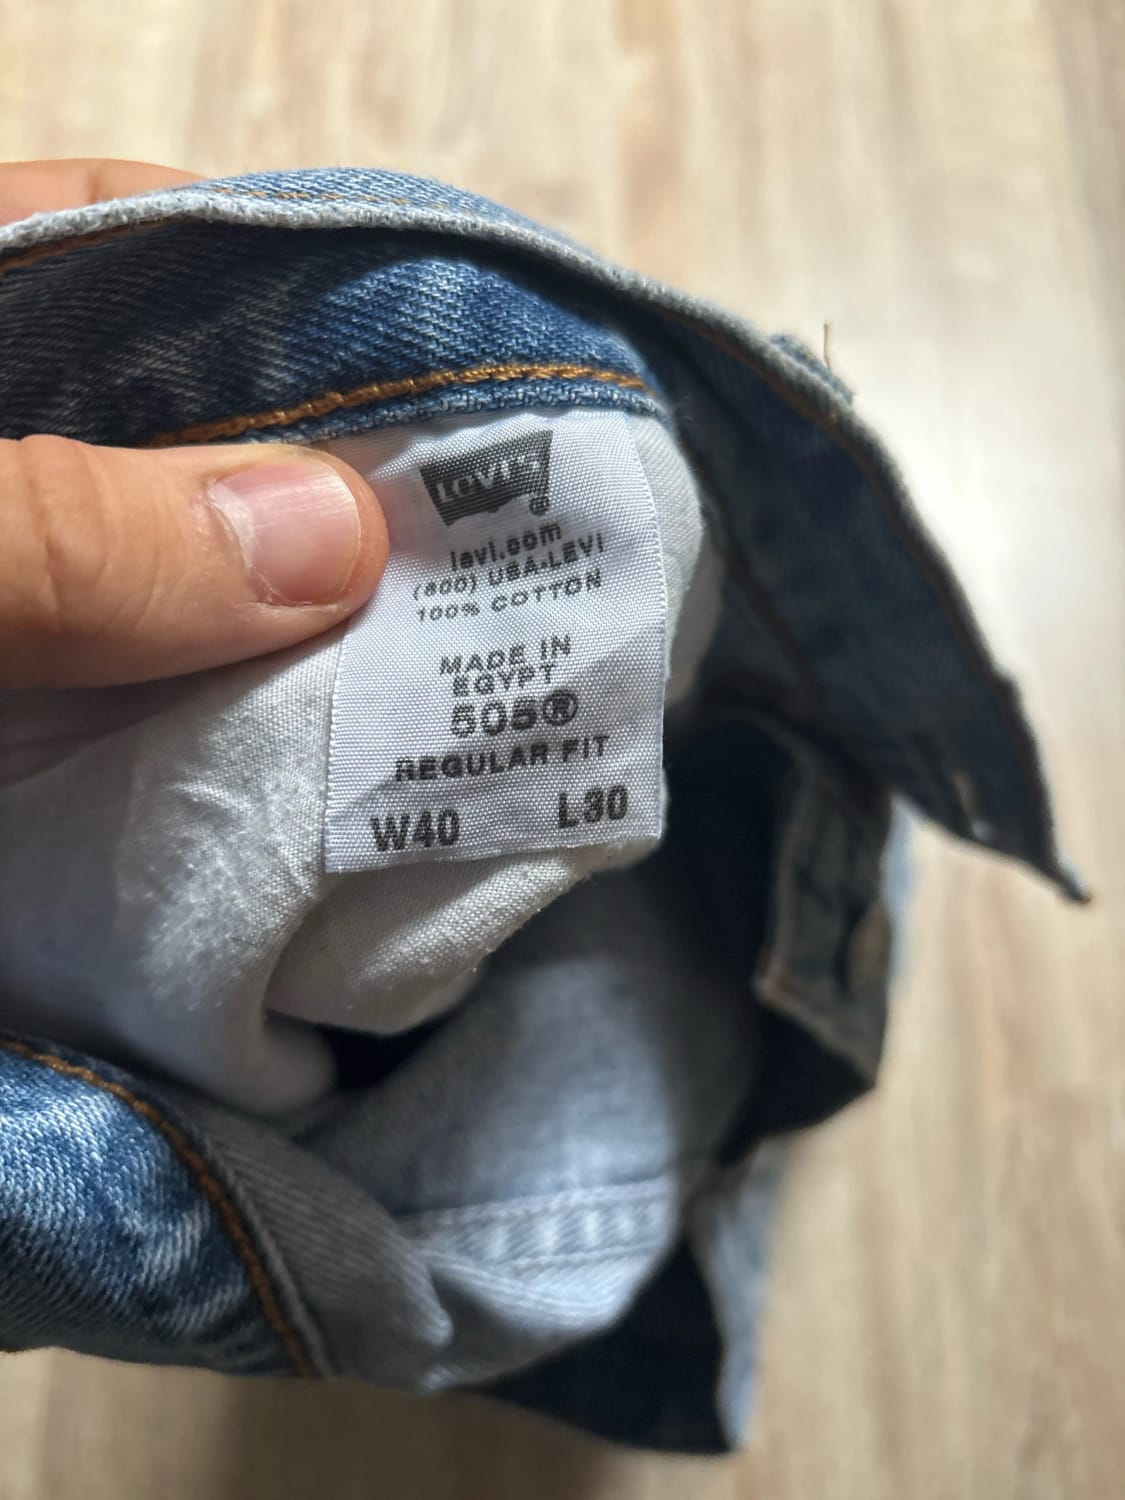 LEVI'S
®
levi.com
(800) USA-LEVI
100% COTTON
MADE IN
EGYPT
505®
REGULAR FIT
W40 L30